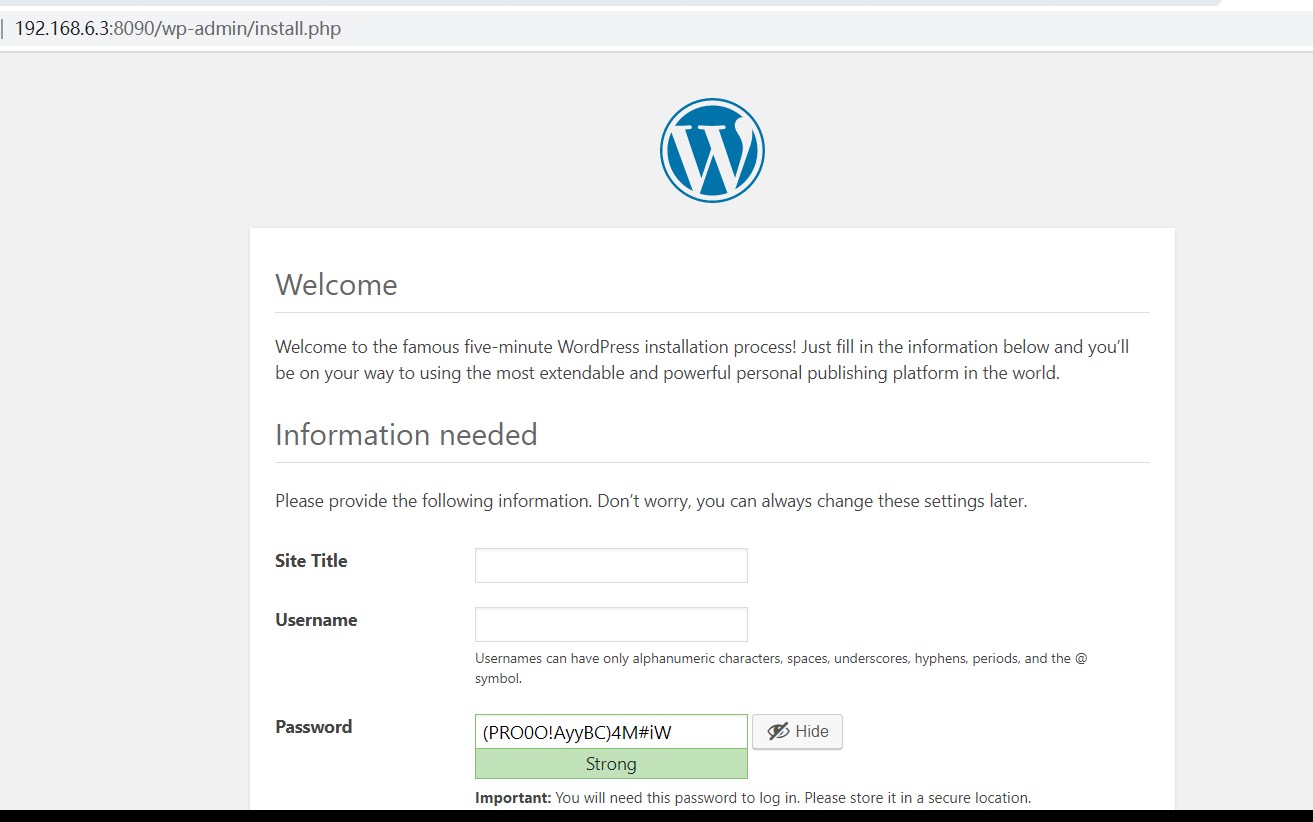 192.168.6.3:8090/wp-admin/install.php
Welcome
Welcome to the famous five-minute WordPress installation process! Just fill in the information below and you’ll
be on your way to using the most extendable and powerful personal publishing platform in the world.
Information needed
Please provide the following information. Don’t worry, you can always change these settings later.
Site Title
Username
Usernames can have only alphanumeric characters, spaces, underscores, hyphens, periods, and the @
symbol.
Password
(PRO0O!AyyBC)4M#iW
Hide
Strong
Important: You will need this password to log in. Please store it in a secure location.